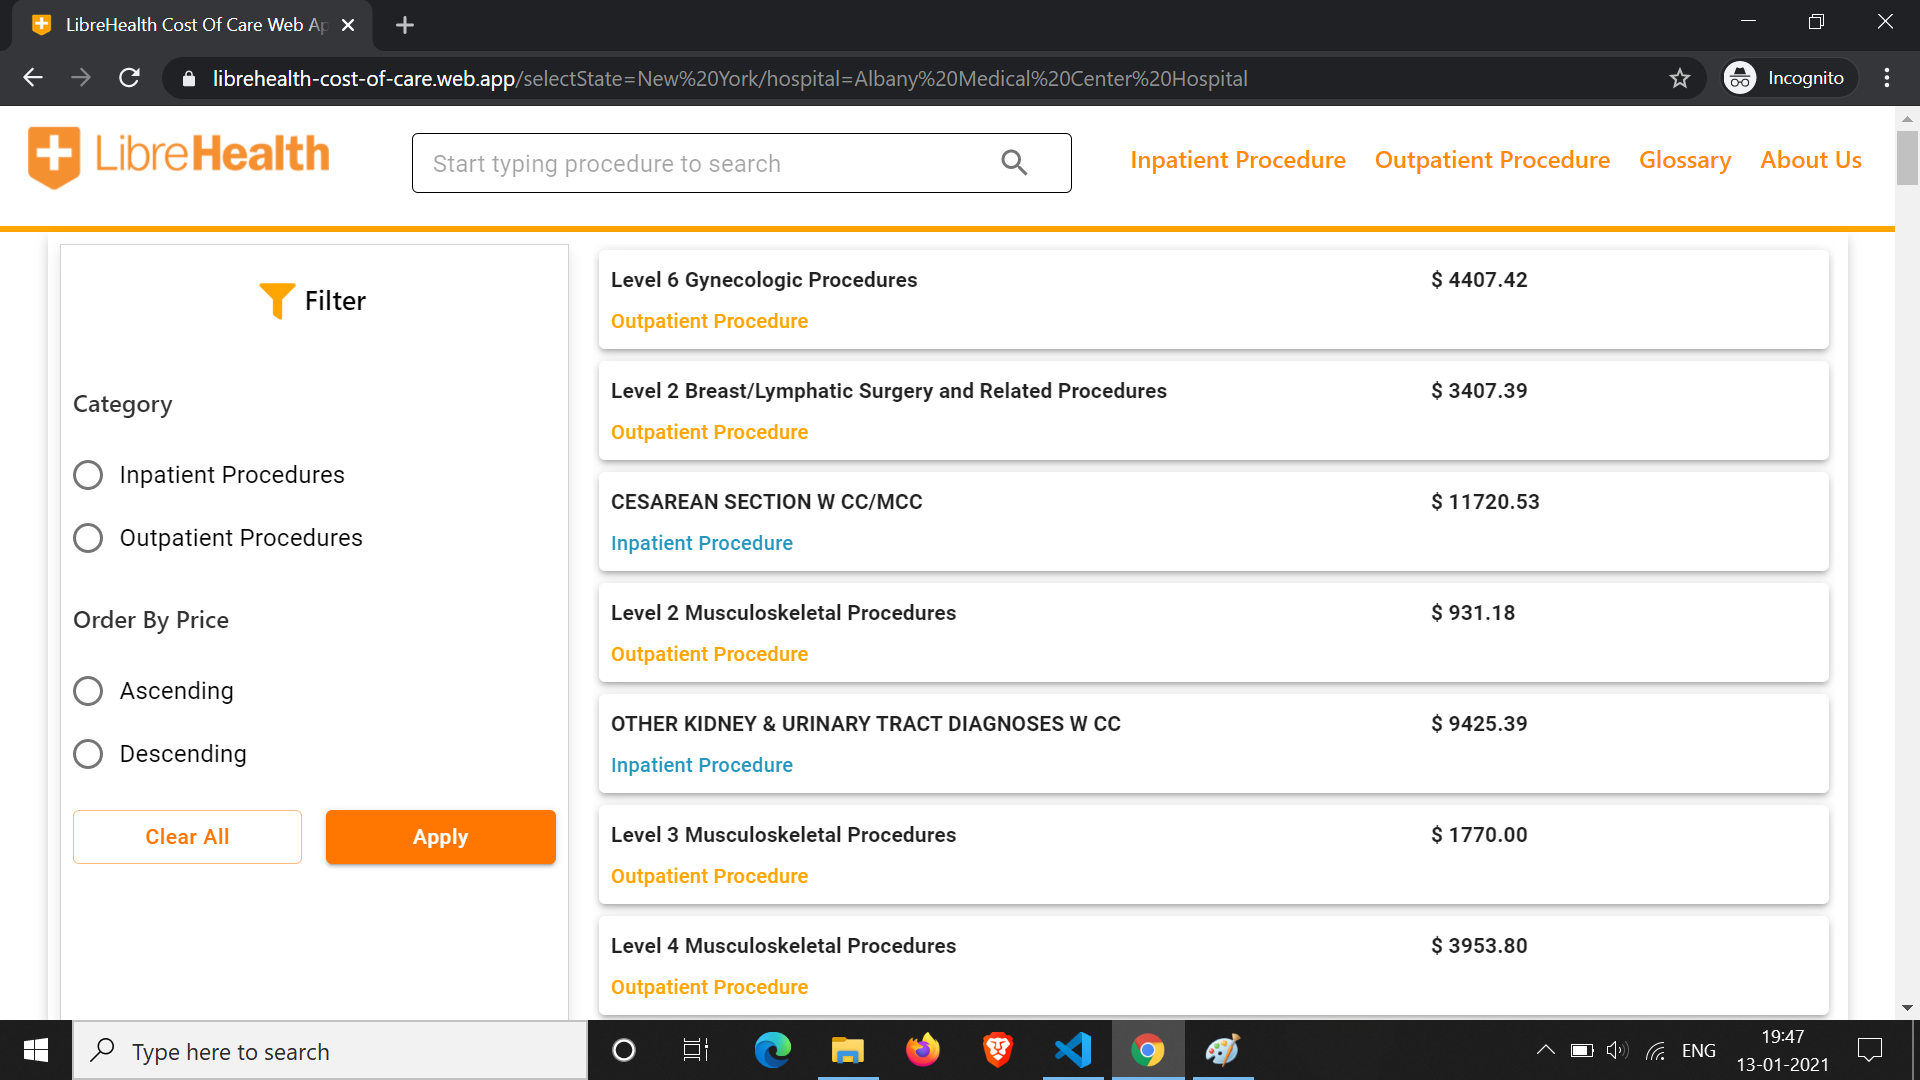 LibreHealth Cost Of Care Web Ap
librehealth-cost-of-care.web.app/selectState=New%20York/hospital=Albany%20Medical%20Center%20Hospital
Incognito
LibreHealth
Start typing procedure to search
Inpatient Procedure
Outpatient Procedure
Glossary
About Us
Filter
Category
Inpatient Procedures
Outpatient Procedures
Order By Price
Ascending
Descending
Clear All
Apply
Level 6 Gynecologic Procedures $ 4407.42
Outpatient Procedure
Level 2 Breast/Lymphatic Surgery and Related Procedures $ 3407.39
Outpatient Procedure
CESAREAN SECTION W CC/MCC $ 11720.53
Inpatient Procedure
Level 2 Musculoskeletal Procedures $ 931.18
Outpatient Procedure
OTHER KIDNEY & URINARY TRACT DIAGNOSES W CC $ 9425.39
Inpatient Procedure
Level 3 Musculoskeletal Procedures $ 1770.00
Outpatient Procedure
Level 4 Musculoskeletal Procedures $ 3953.80
Outpatient Procedure
Type here to search
ENG
19:47
13-01-2021